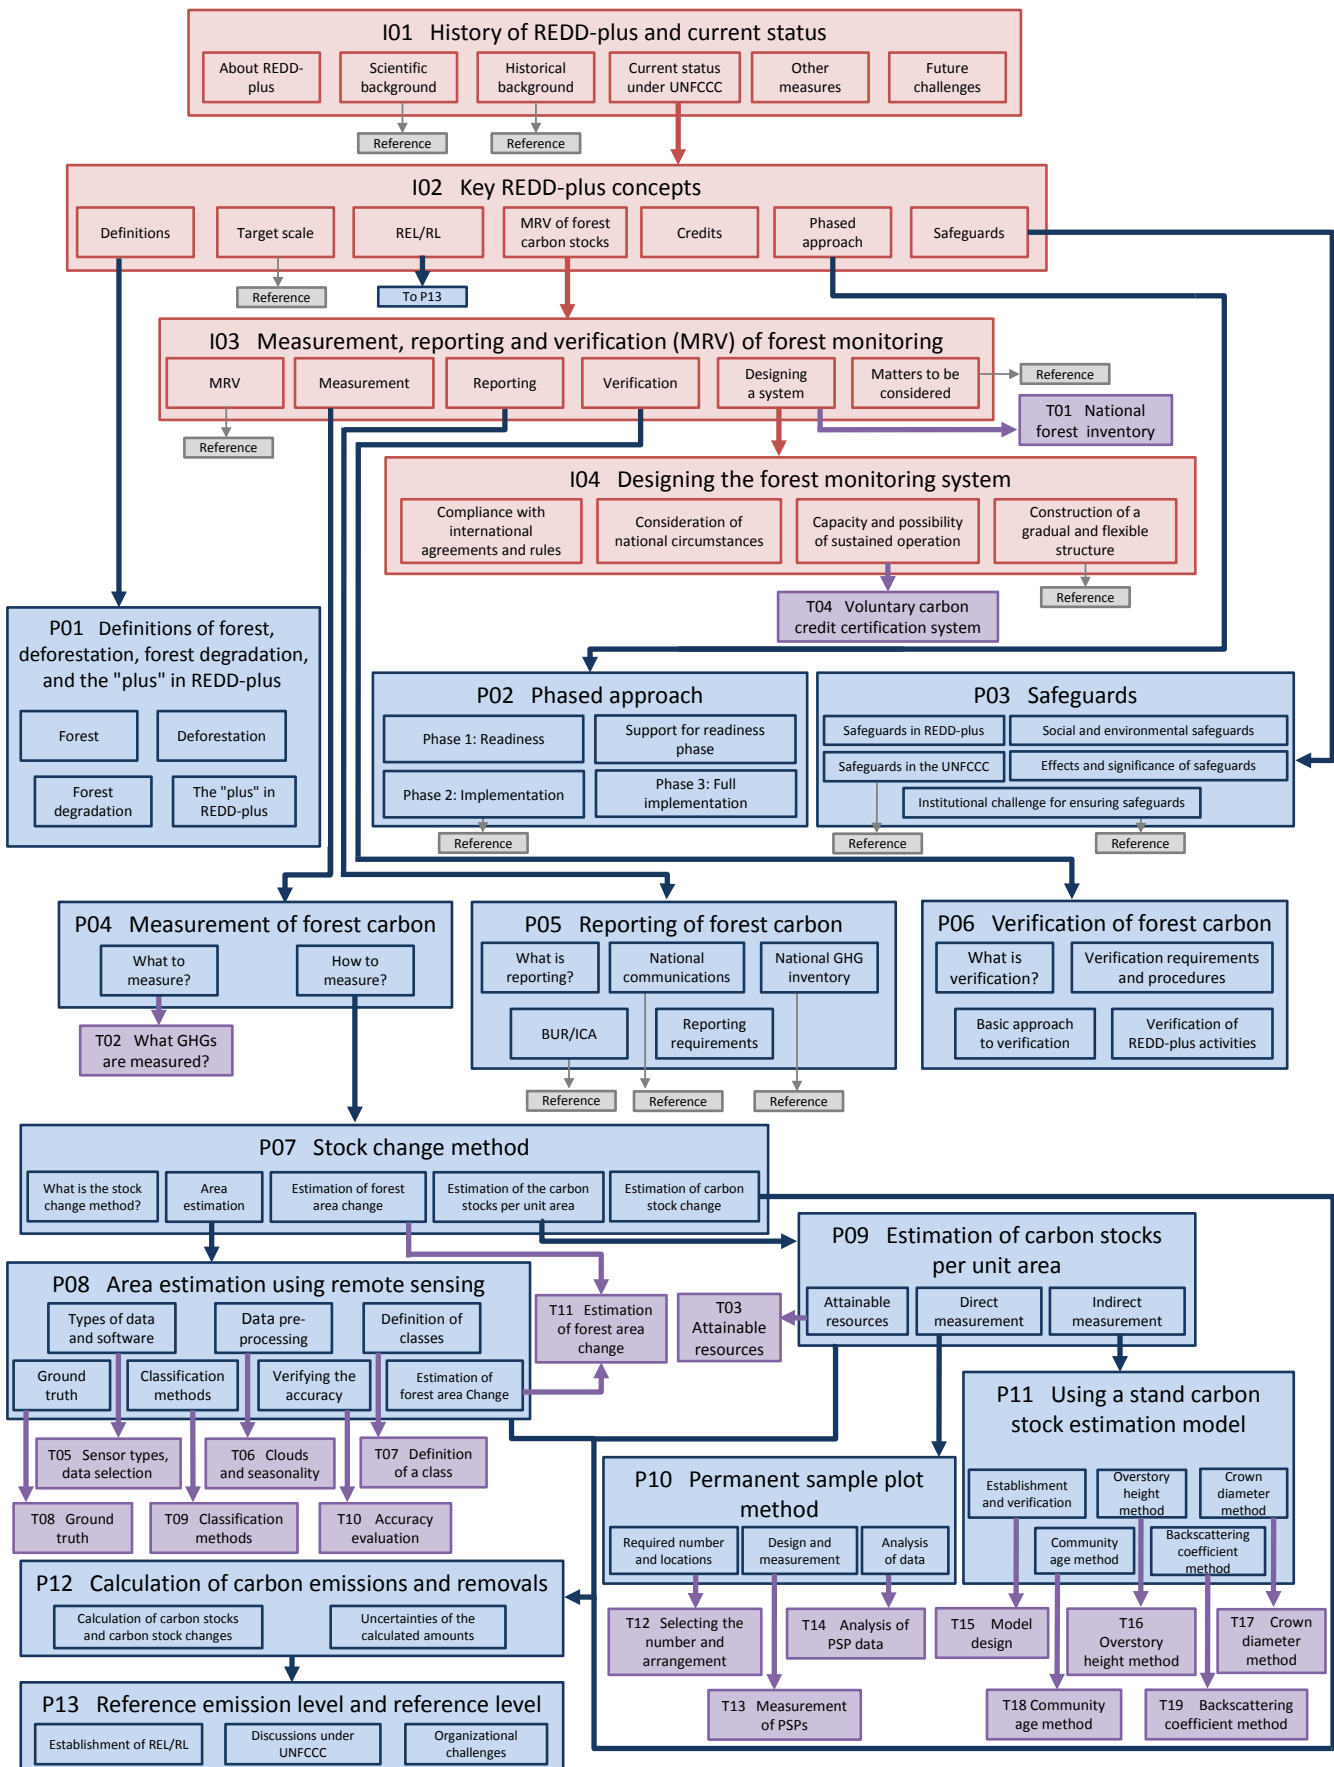 I01 History of REDD-plus and current status
About REDD-
plus
Scientific
background
Historical
background
Current status
under UNFCCC
Other
measures
Future
challenges
Reference
Reference
I02 Key REDD-plus concepts
Definitions
Target scale
REL/RL
MRV of forest
carbon stocks
Credits
Phased
approach
Safeguards
Reference
To P13
I03 Measurement, reporting and verification (MRV) of forest monitoring
MRV
Measurement
Reporting
Verification
Designing
a system
Matters to be
considered
Reference
Reference
T01 National
forest inventory
I04 Designing the forest monitoring system
Compliance with
international
agreements and rules
Consideration of
national circumstances
Capacity and possibility
of sustained operation
Construction of a
gradual and flexible
structure
Reference
T04 Voluntary carbon
credit certification system
P01 Definitions of forest,
deforestation, forest degradation,
and the "plus" in REDD-plus
Forest
Deforestation
Forest
degradation
The "plus" in
REDD-plus
P02 Phased approach
Phase 1: Readiness
Support for readiness
phase
Phase 2: Implementation
Phase 3: Full
implementation
Reference
P03 Safeguards
Safeguards in REDD-plus
Social and environmental safeguards
Safeguards in the UNFCCC
Effects and significance of safeguards
Institutional challenge for ensuring safeguards
Reference
Reference
P04 Measurement of forest carbon
What to
measure?
How to
measure?
T02 What GHGs
are measured?
P05 Reporting of forest carbon
What is
reporting?
National
communications
National GHG
inventory
BUR/ICA
Reporting
requirements
Reference
Reference
Reference
P06 Verification of forest carbon
What is
verification?
Verification requirements
and procedures
Basic approach
to verification
Verification of
REDD-plus activities
P07 Stock change method
What is the stock
change method?
Area
estimation
Estimation of forest
area change
Estimation of the carbon
stocks per unit area
Estimation of carbon
stock change
P08 Area estimation using remote sensing
Types of data
and software
Data pre-
processing
Definition of
classes
Ground
truth
Classification
methods
Verifying the
accuracy
Estimation of
forest area Change
T11 Estimation
of forest area
change
T03
Attainable
resources
P09 Estimation of carbon stocks
per unit area
Attainable
resources
Direct
measurement
Indirect
measurement
T05 Sensor types,
data selection
T06 Clouds
and seasonality
T07 Definition
of a class
T08 Ground
truth
T09 Classification
methods
T10 Accuracy
evaluation
P10 Permanent sample plot
method
Required number
and locations
Design and
measurement
Analysis
of data
T12 Selecting the
number and
arrangement
T14 Analysis of
PSP data
T13 Measurement
of PSPs
P11 Using a stand carbon
stock estimation model
Establishment
and verification
Overstory
height
method
Crown
diameter
method
Community
age method
Backscattering
coefficient
method
T15 Model
design
T16
Overstory
height method
T17 Crown
diameter
method
T18 Community
age method
T19 Backscattering
coefficient method
P12 Calculation of carbon emissions and removals
Calculation of carbon stocks
and carbon stock changes
Uncertainties of the
calculated amounts
P13 Reference emission level and reference level
Establishment of REL/RL
Discussions under
UNFCCC
Organizational
challenges